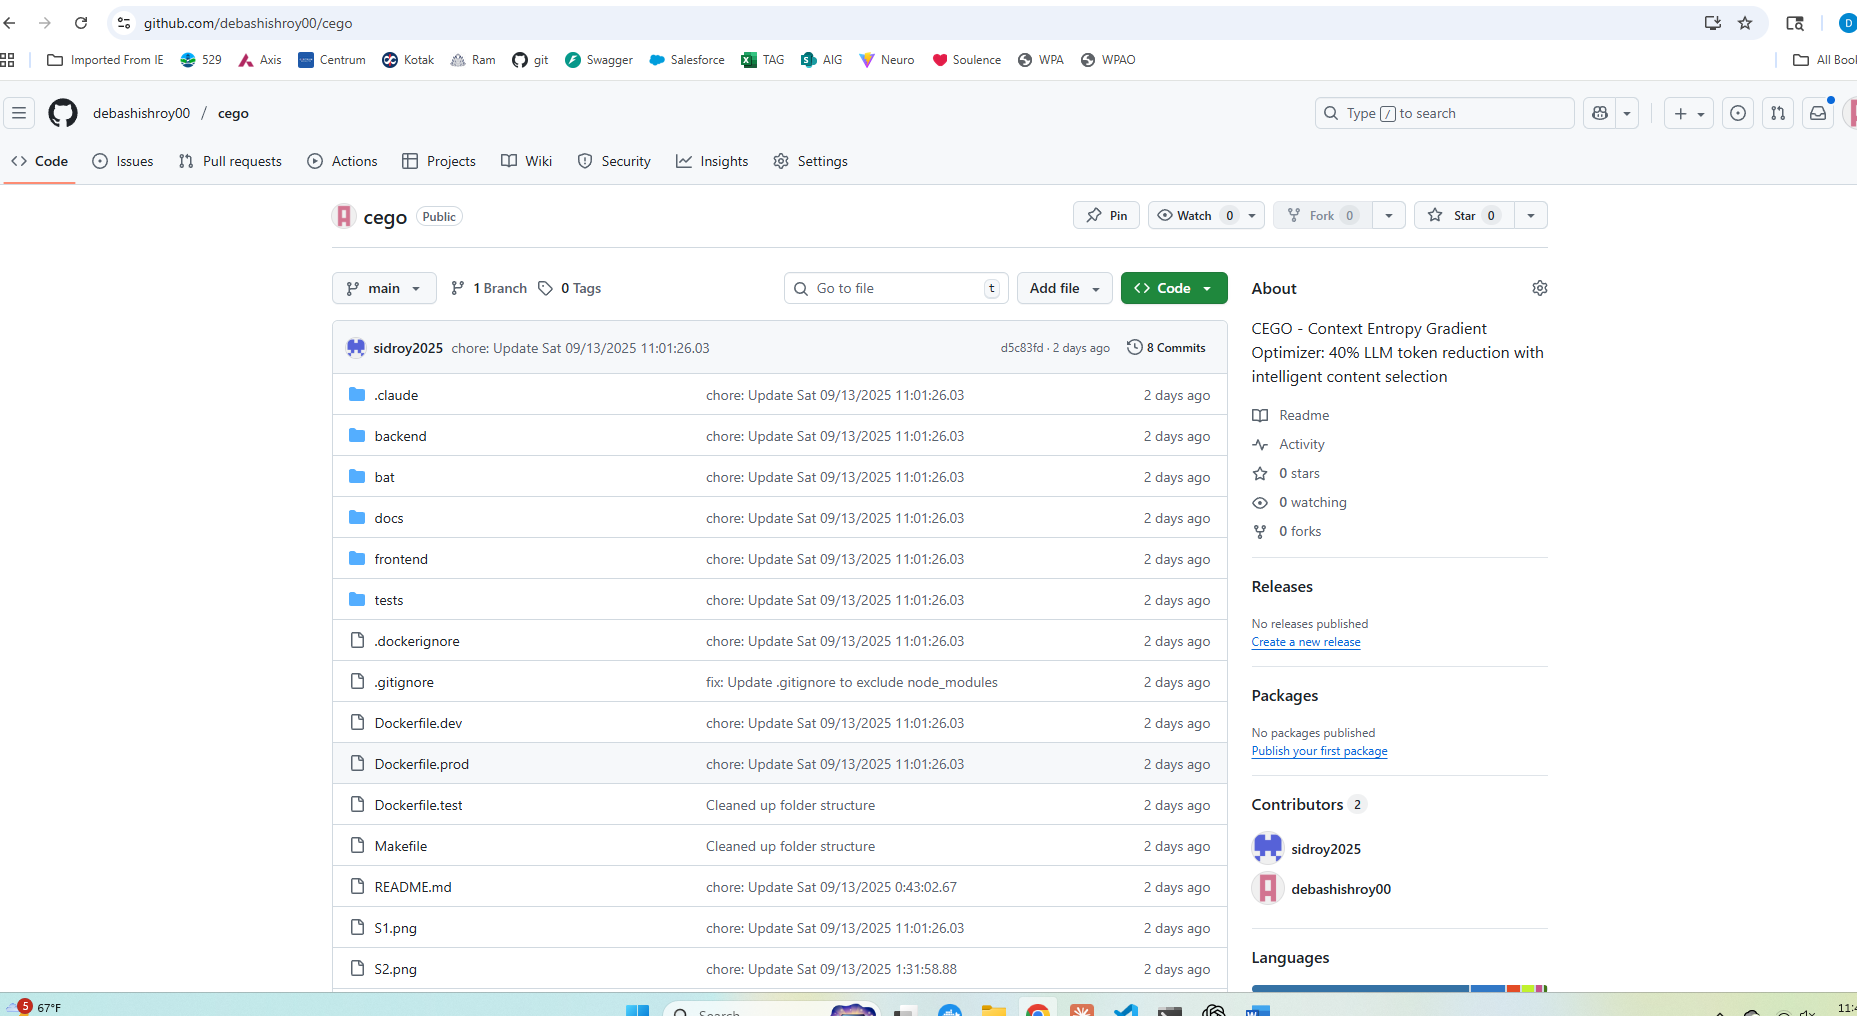 github.com/debashishroy00/cego
D
Imported From IE 529 Axis Centrum Kotak Ram git Swagger Salesforce TAG AIG Neuro Soulence WPA WPAO All Boo
debashishroy00 / cego
Type / to search
Code Issues Pull requests Actions Projects Wiki Security Insights Settings
cego Public
Pin Watch 0 Fork 0 Star 0
main 1 Branch 0 Tags
Go to file t
Add file
Code
sidroy2025 chore: Update Sat 09/13/2025 11:01:26.03 d5c83fd · 2 days ago 8 Commits
.claude chore: Update Sat 09/13/2025 11:01:26.03 2 days ago
backend chore: Update Sat 09/13/2025 11:01:26.03 2 days ago
bat chore: Update Sat 09/13/2025 11:01:26.03 2 days ago
docs chore: Update Sat 09/13/2025 11:01:26.03 2 days ago
frontend chore: Update Sat 09/13/2025 11:01:26.03 2 days ago
tests chore: Update Sat 09/13/2025 11:01:26.03 2 days ago
.dockerignore chore: Update Sat 09/13/2025 11:01:26.03 2 days ago
.gitignore fix: Update .gitignore to exclude node_modules 2 days ago
Dockerfile.dev chore: Update Sat 09/13/2025 11:01:26.03 2 days ago
Dockerfile.prod chore: Update Sat 09/13/2025 11:01:26.03 2 days ago
Dockerfile.test Cleaned up folder structure 2 days ago
Makefile Cleaned up folder structure 2 days ago
README.md chore: Update Sat 09/13/2025 0:43:02.67 2 days ago
S1.png chore: Update Sat 09/13/2025 11:01:26.03 2 days ago
S2.png chore: Update Sat 09/13/2025 1:31:58.88 2 days ago
About
CEGO - Context Entropy Gradient
Optimizer: 40% LLM token reduction with
intelligent content selection
Readme
Activity
0 stars
0 watching
0 forks
Releases
No releases published
Create a new release
Packages
No packages published
Publish your first package
Contributors 2
sidroy2025
debashishroy00
Languages
5 67°F
Search
11:4